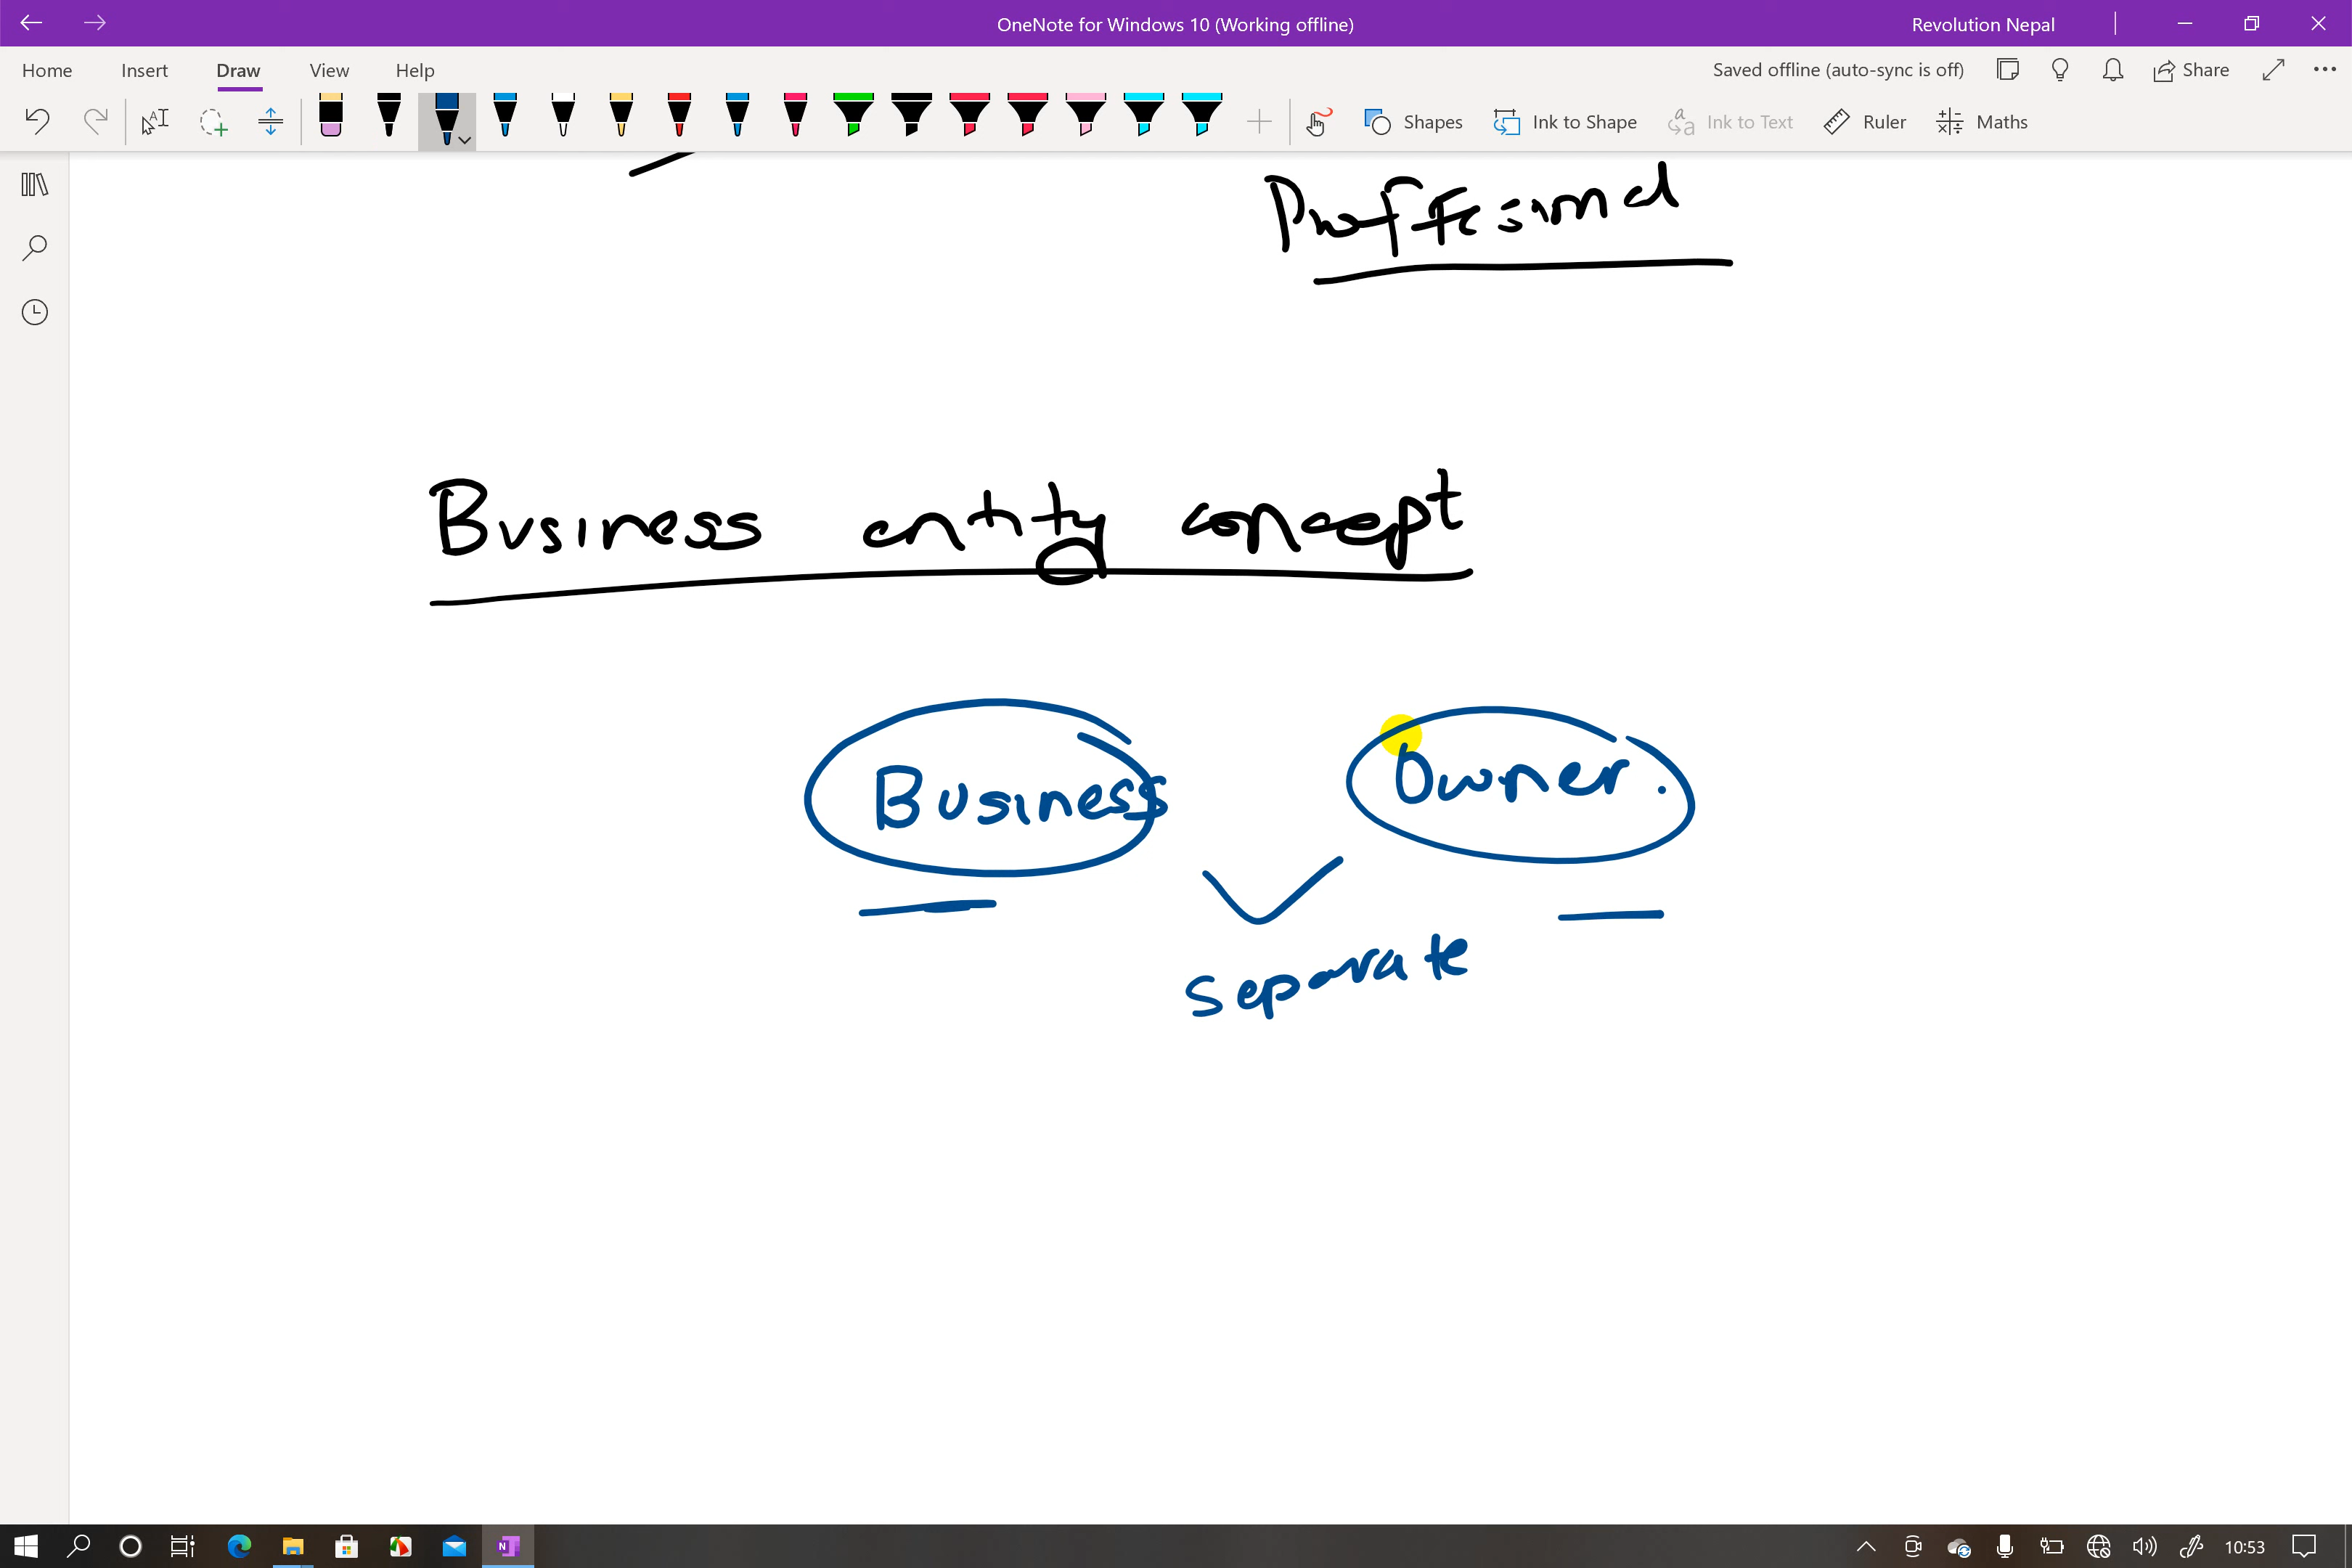 OneNote for Windows 10 (Working offline)
Revolution Nepal
Home Insert Draw View Help
Saved offline (auto-sync is off) Share
Shapes Ink to Shape Ink to Text Ruler Maths
Business entity concept
Business Owner.
separate
10:53